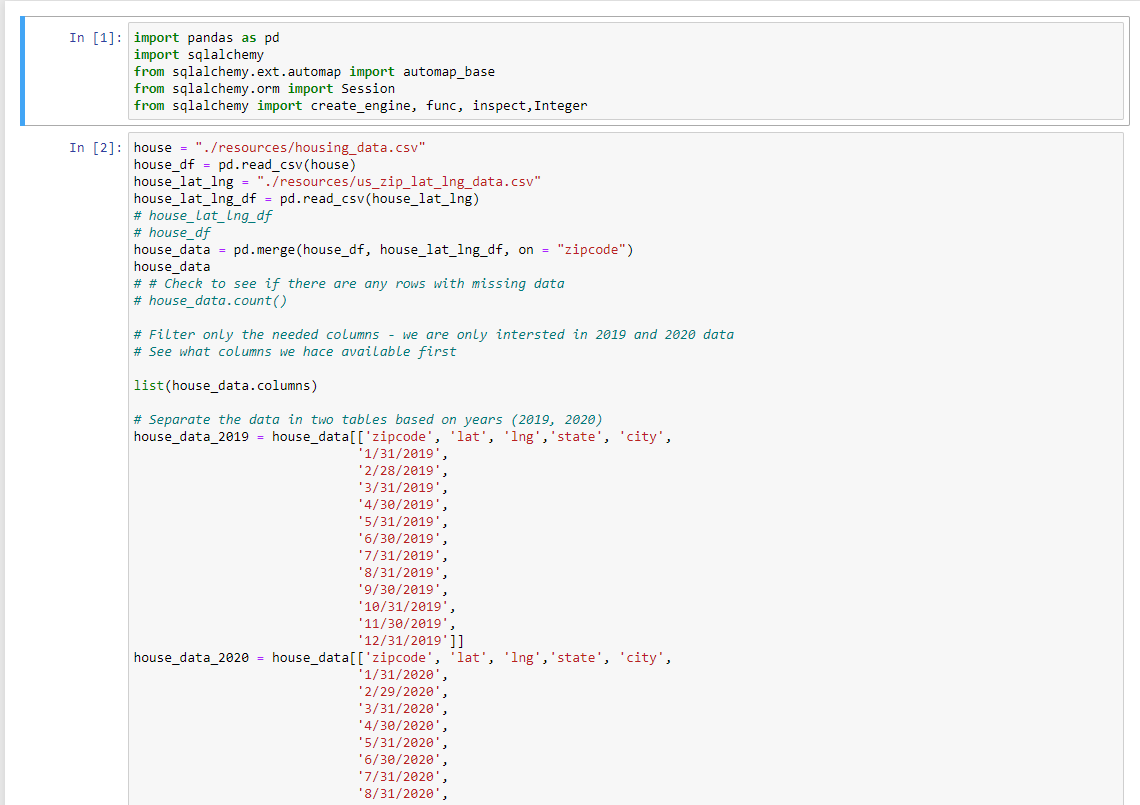 In [1]: import pandas as pd
import sqlalchemy
from sqlalchemy.ext.automap import automap_base
from sqlalchemy.orm import Session
from sqlalchemy import create_engine, func, inspect,Integer
In [2]: house = "./resources/housing_data.csv"
house_df = pd.read_csv(house)
house_lat_lng = "./resources/us_zip_lat_lng_data.csv"
house_lat_lng_df = pd.read_csv(house_lat_lng)
# house_lat_lng_df
# house_df
house_data = pd.merge(house_df, house_lat_lng_df, on = "zipcode")
house_data
# # Check to see if there are any rows with missing data
# house_data.count()
# Filter only the needed columns - we are only intersted in 2019 and 2020 data
# See what columns we hace available first
list(house_data.columns)
# Separate the data in two tables based on years (2019, 2020)
house_data_2019 = house_data[['zipcode', 'lat', 'lng','state', 'city',
'1/31/2019',
'2/28/2019',
'3/31/2019',
'4/30/2019',
'5/31/2019',
'6/30/2019',
'7/31/2019',
'8/31/2019',
'9/30/2019',
'10/31/2019',
'11/30/2019',
'12/31/2019']]
house_data_2020 = house_data[['zipcode', 'lat', 'lng','state', 'city',
'1/31/2020',
'2/29/2020',
'3/31/2020',
'4/30/2020',
'5/31/2020',
'6/30/2020',
'7/31/2020',
'8/31/2020',